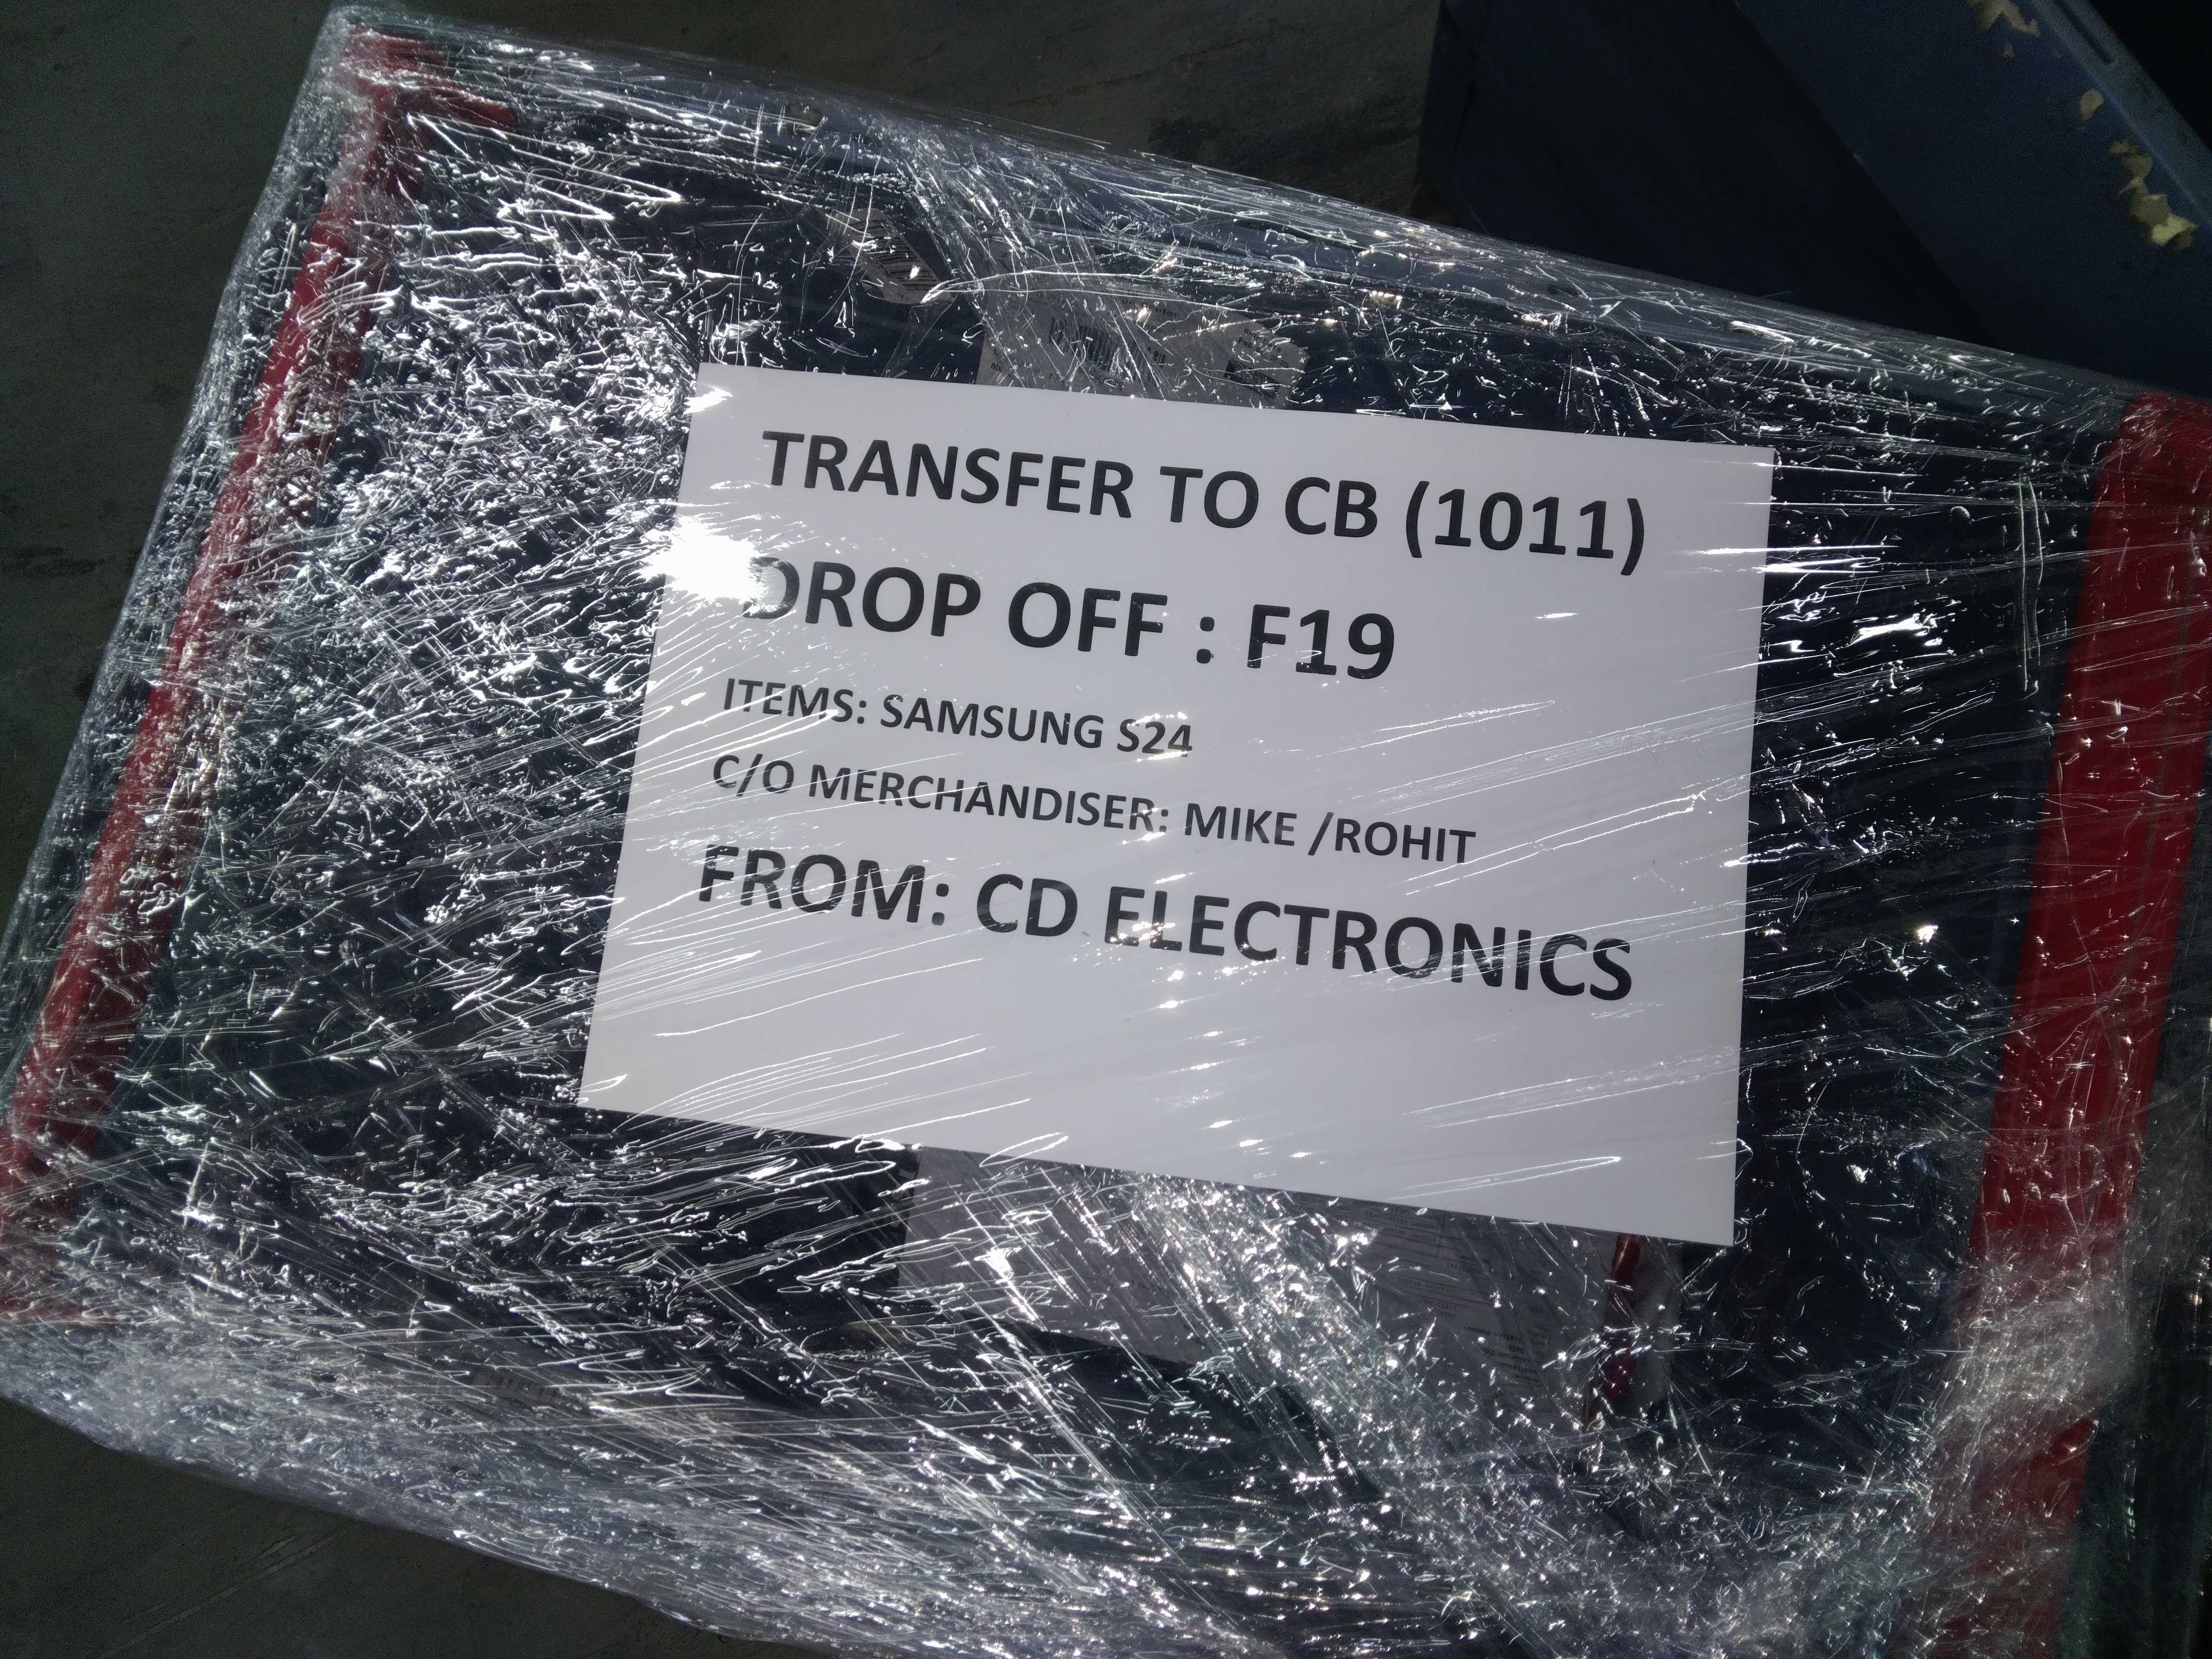 TRANSFER TO CB (1011)
DROP OFF : F19
ITEMS: SAMSUNG S24
C/O MERCHANDISER: MIKE /ROHIT
FROM: CD ELECTRONICS